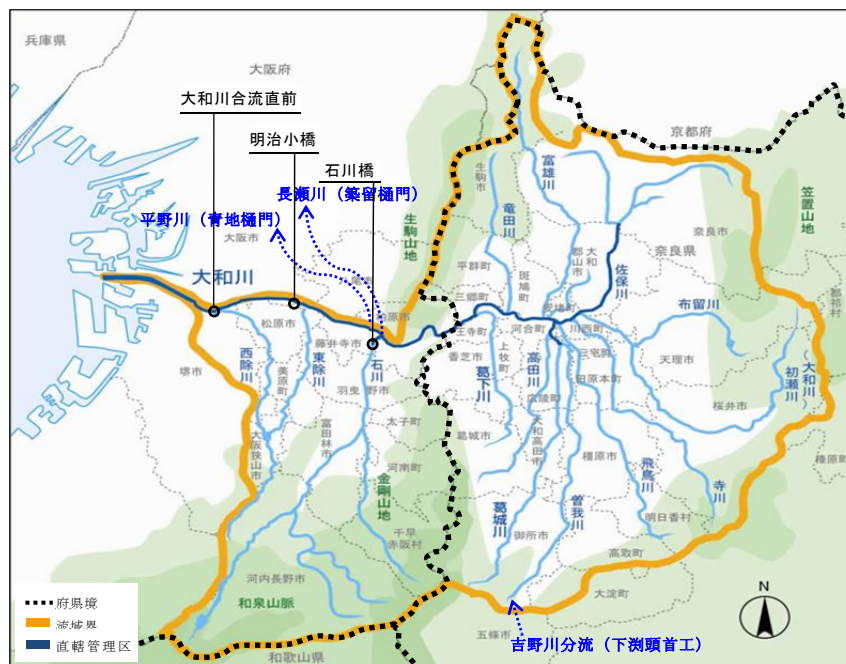 兵庫県
大阪府
京都府
大和川合流直前
明治小橋
石川橋
長瀬川（築留樋門）
平野川（青地樋門）
大阪市
生駒山地
生駒市
富雄川
竜田川
笠置山地
奈良市
奈良県
大和
郡山市
佐保川
都祁村
大和川
平群町
斑鳩町
三郷町
布留川
松原市
藤井寺市
王寺町
河合町
川西町
三宅町
天理市
初瀬川
（大和川）
堺市
西除川
美原町
東除川
石川
羽曳野市
香芝市
上牧町
葛下川
高田川
田原本町
広陵町
桜井市
榛原町
大阪狭山市
富田林市
太子町
河南町
金剛山地
葛城市
大和高田市
橿原市
飛鳥川
寺川
千早
赤阪村
葛城川
曽我川
御所市
明日香村
高取町
河内長野市
和泉山脈
大淀町
五條市
吉野川分流（下渕頭首工）
和歌山県
府県境
流域界
直轄管理区
N